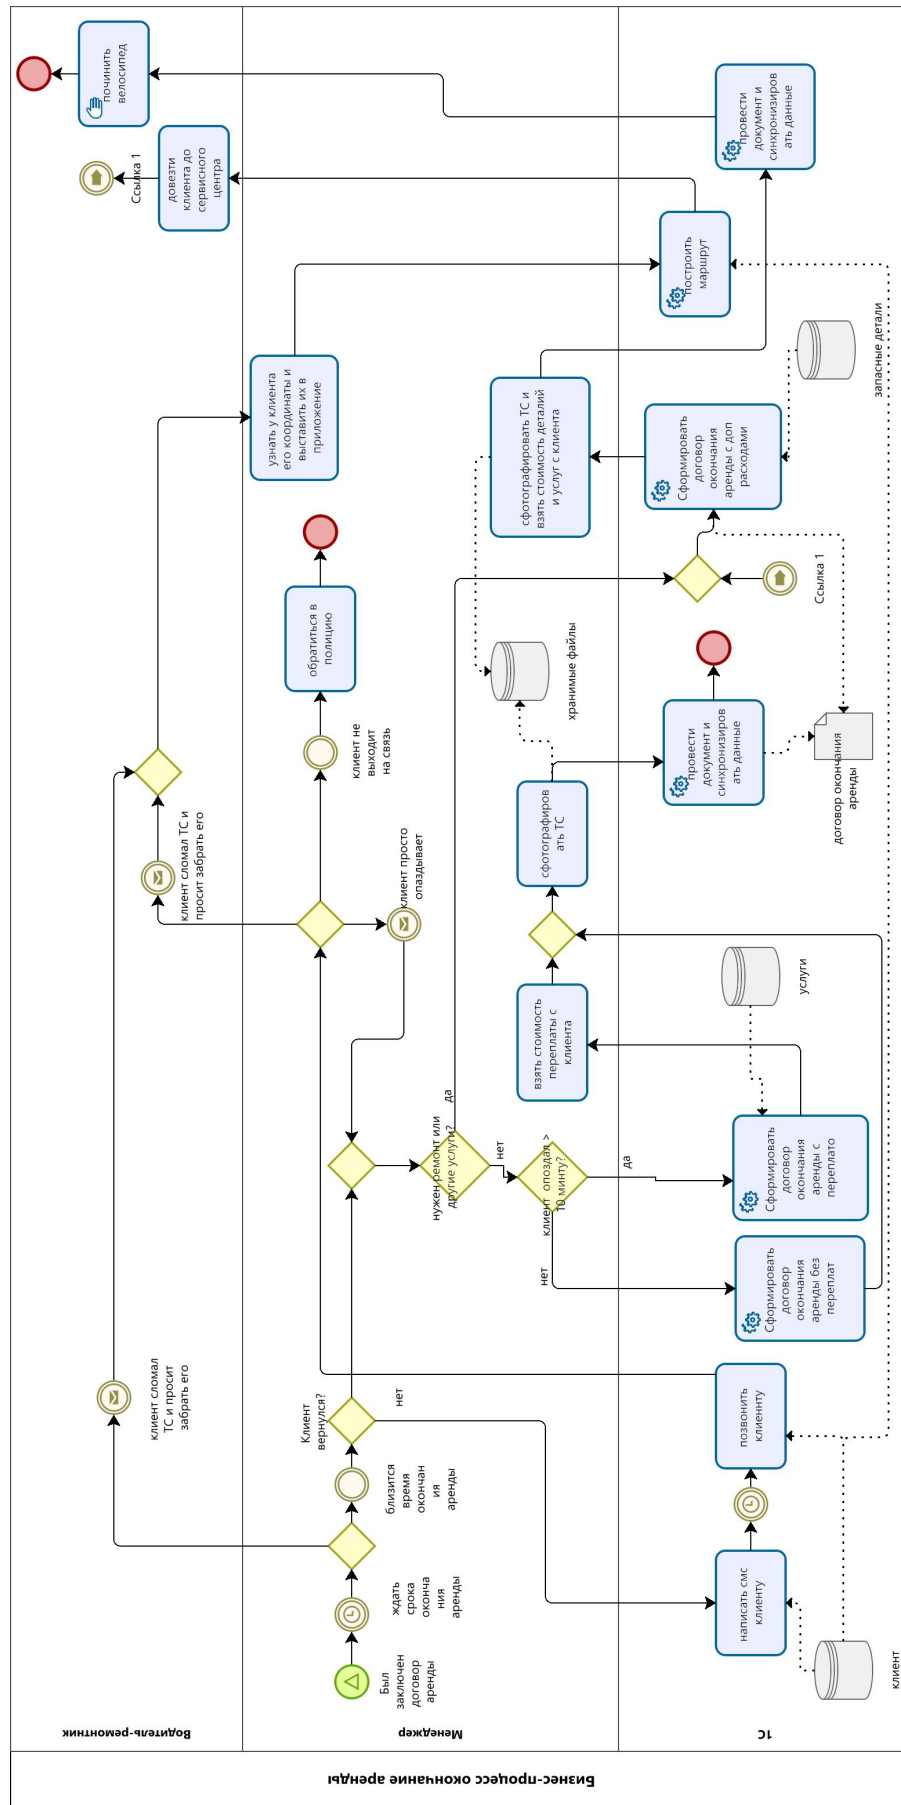 Бизнес-процесс окончание аренды
Водитель-ремонтник
Менеджер
1С
Был
заключен
договор
аренды
ждать
срока
оконча
ния
аренды
близится
время
окончан
ия
аренды
Клиент
вернулся?
нет
клиент сломал
ТС и просит
забрать его
написать смс
клиенту
позвонить
клиеннту
клиент
нужен ремонт или
другие услуги?
да
нет
клиент опоздал >
10 минту?
да
нет
Сформировать
договор
окончания
аренды без
переплат
Сформировать
договор
окончания
аренды с
переплато
услуги
взять стоимость
переплаты с
клиента
клиент просто
опаздывает
клиент сломал ТС и
просит забрать его
клиент не
выходит
на связь
обратиться в
полицию
сфотографиров
ать ТС
хранимые файлы
провести
документ и
синхронизиров
ать данные
договор окончания
аренды
Ссылка 1
Сформировать
договор
окончания
аренды с доп
расходами
запасные детали
сфотографировать ТС и
взять стоимость деталий
и услуг с клиента
узнать у клиента
его координаты и
выставить их в
приложение
построить
маршрут
довезти
клиента до
сервисного
центра
Ссылка 1
провести
документ и
синхронизиров
ать данные
починить
велосипед